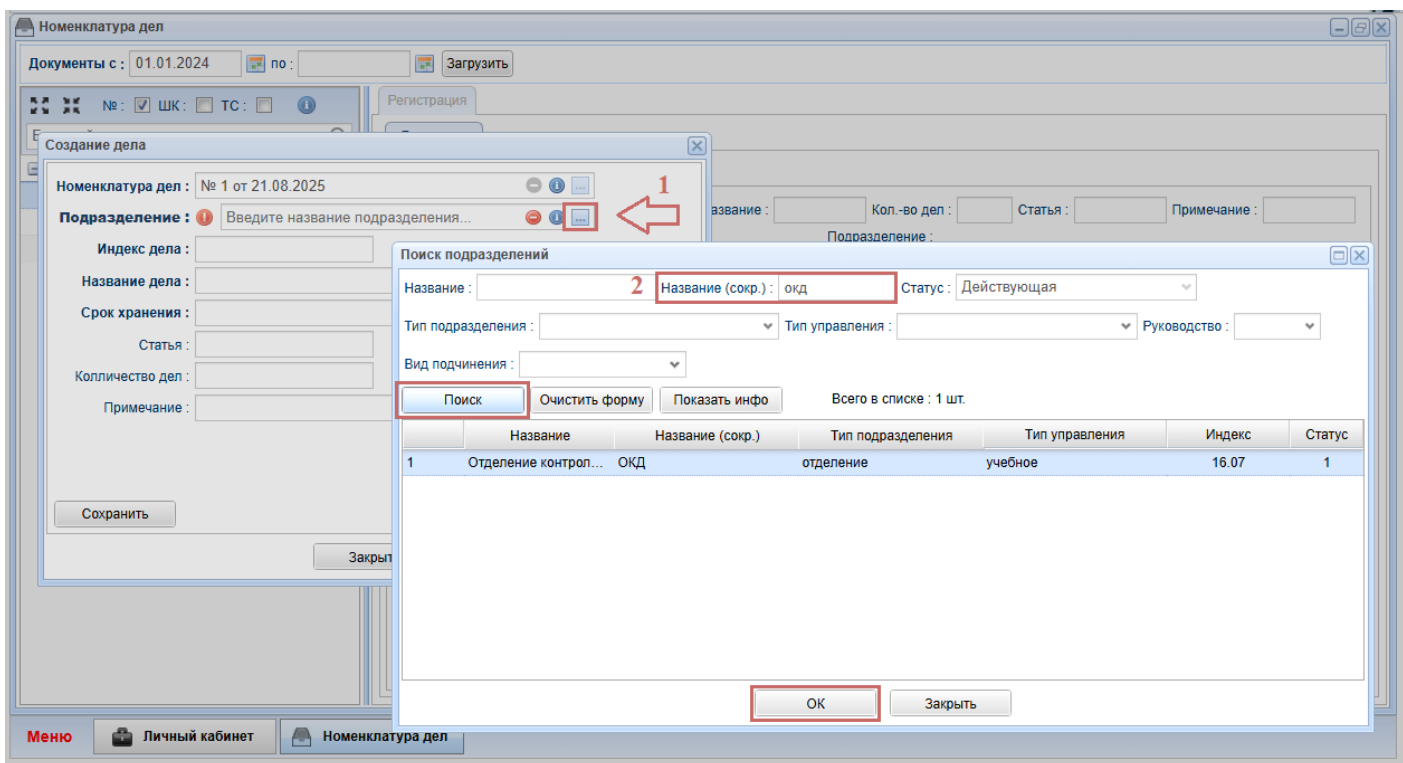 Номенклатура дел
Документы с : 01.01.2024 по : Загрузить
№ : ШК : ТС :
Регистрация
Создание дела
Номенклатура дел : № 1 от 21.08.2025 ...
1
Подразделение : Введите название подразделения... ...
Индекс дела :
Название дела :
Срок хранения :
Статья :
Колличество дел :
Примечание :
Сохранить
Закрыт
азвание : Кол.-во дел : Статья : Примечание :
Подразделение :
Поиск подразделений
Название : 2 Название (сокр.) : окд Статус : Действующая
Тип подразделения : Тип управления : Руководство :
Вид подчинения :
Поиск Очистить форму Показать инфо Всего в списке : 1 шт.
Название Название (сокр.) Тип подразделения Тип управления Индекс Статус
1 Отделение контрол... ОКД отделение учебное 16.07 1
ОК Закрыть
Меню Личный кабинет Номенклатура дел